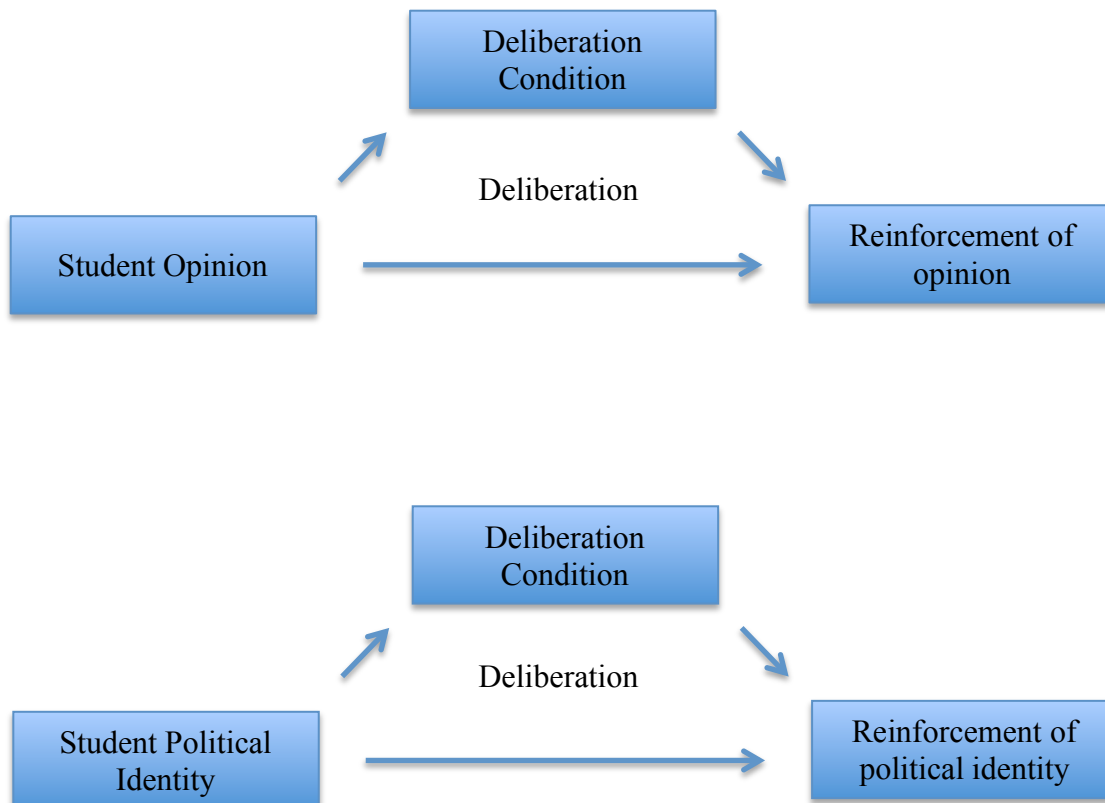 Deliberation
Condition
Deliberation
Student Opinion
Reinforcement of
opinion
Deliberation
Condition
Deliberation
Student Political
Identity
Reinforcement of
political identity